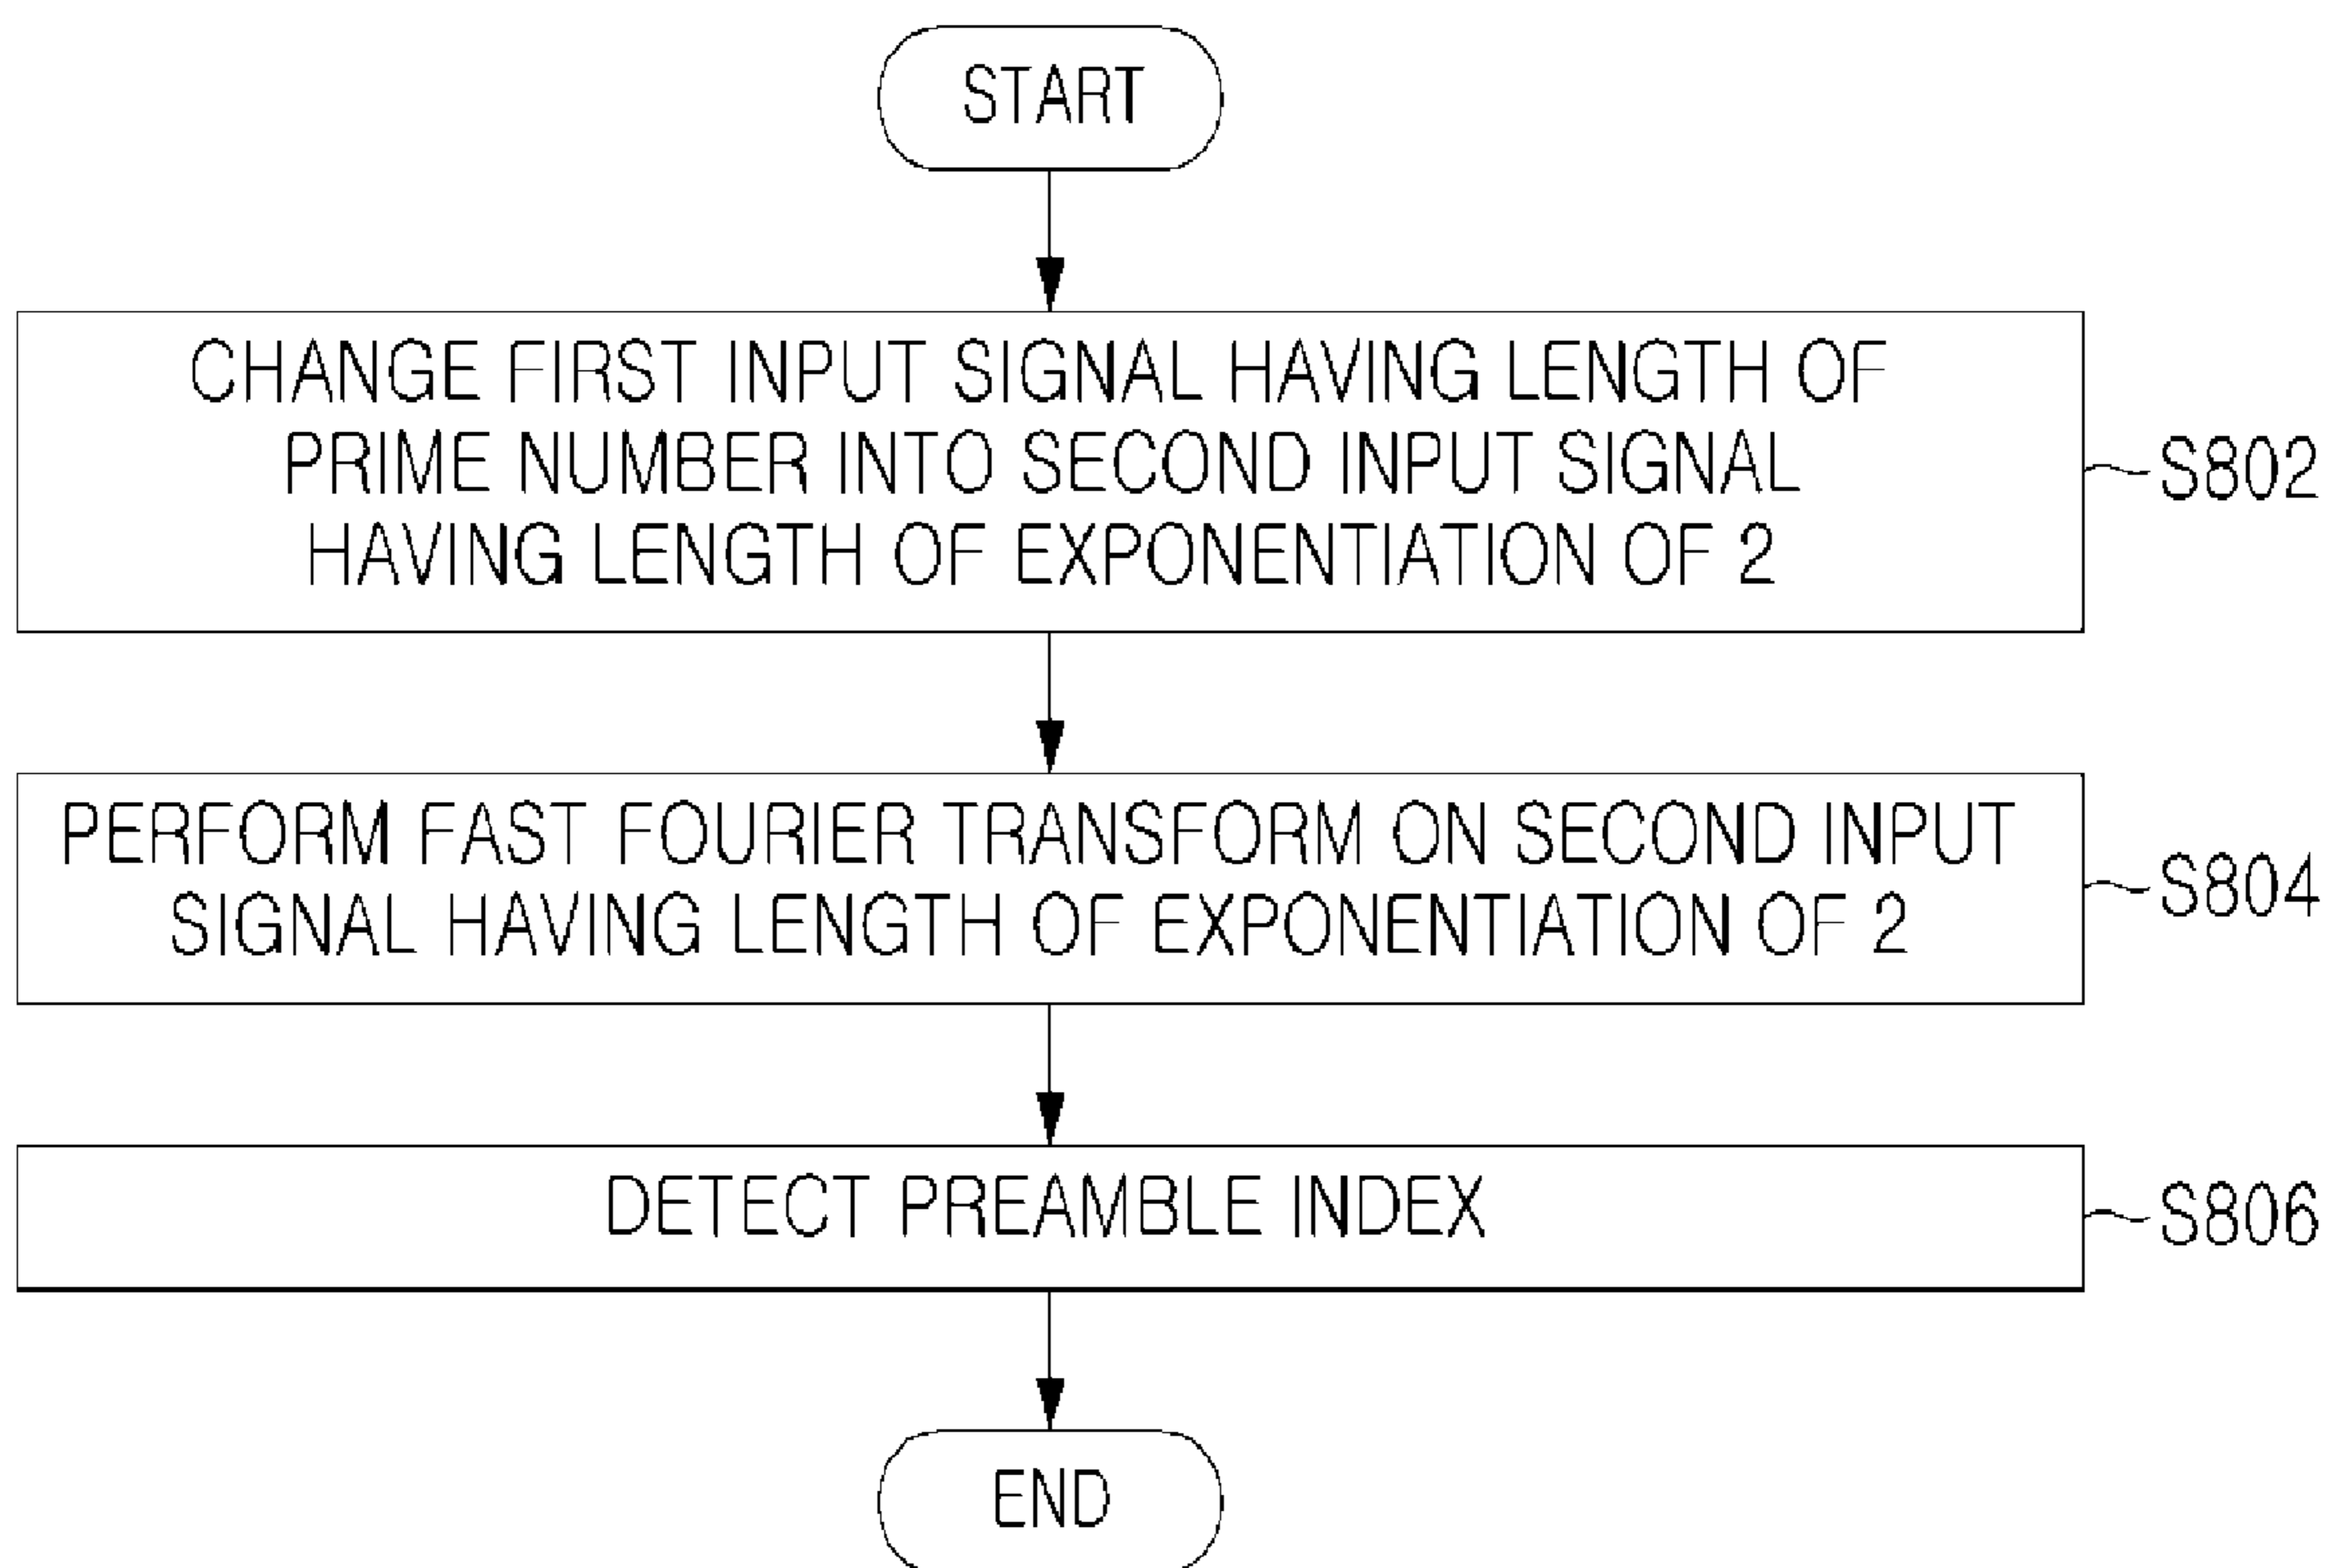 START
CHANGE FIRST INPUT SIGNAL HAVING LENGTH OF
PRIME NUMBER INTO SECOND INPUT SIGNAL
HAVING LENGTH OF EXPONENTIATION OF 2
S802
PERFORM FAST FOURIER TRANSFORM ON SECOND INPUT
SIGNAL HAVING LENGTH OF EXPONENTIATION OF 2
S804
DETECT PREAMBLE INDEX
S806
END